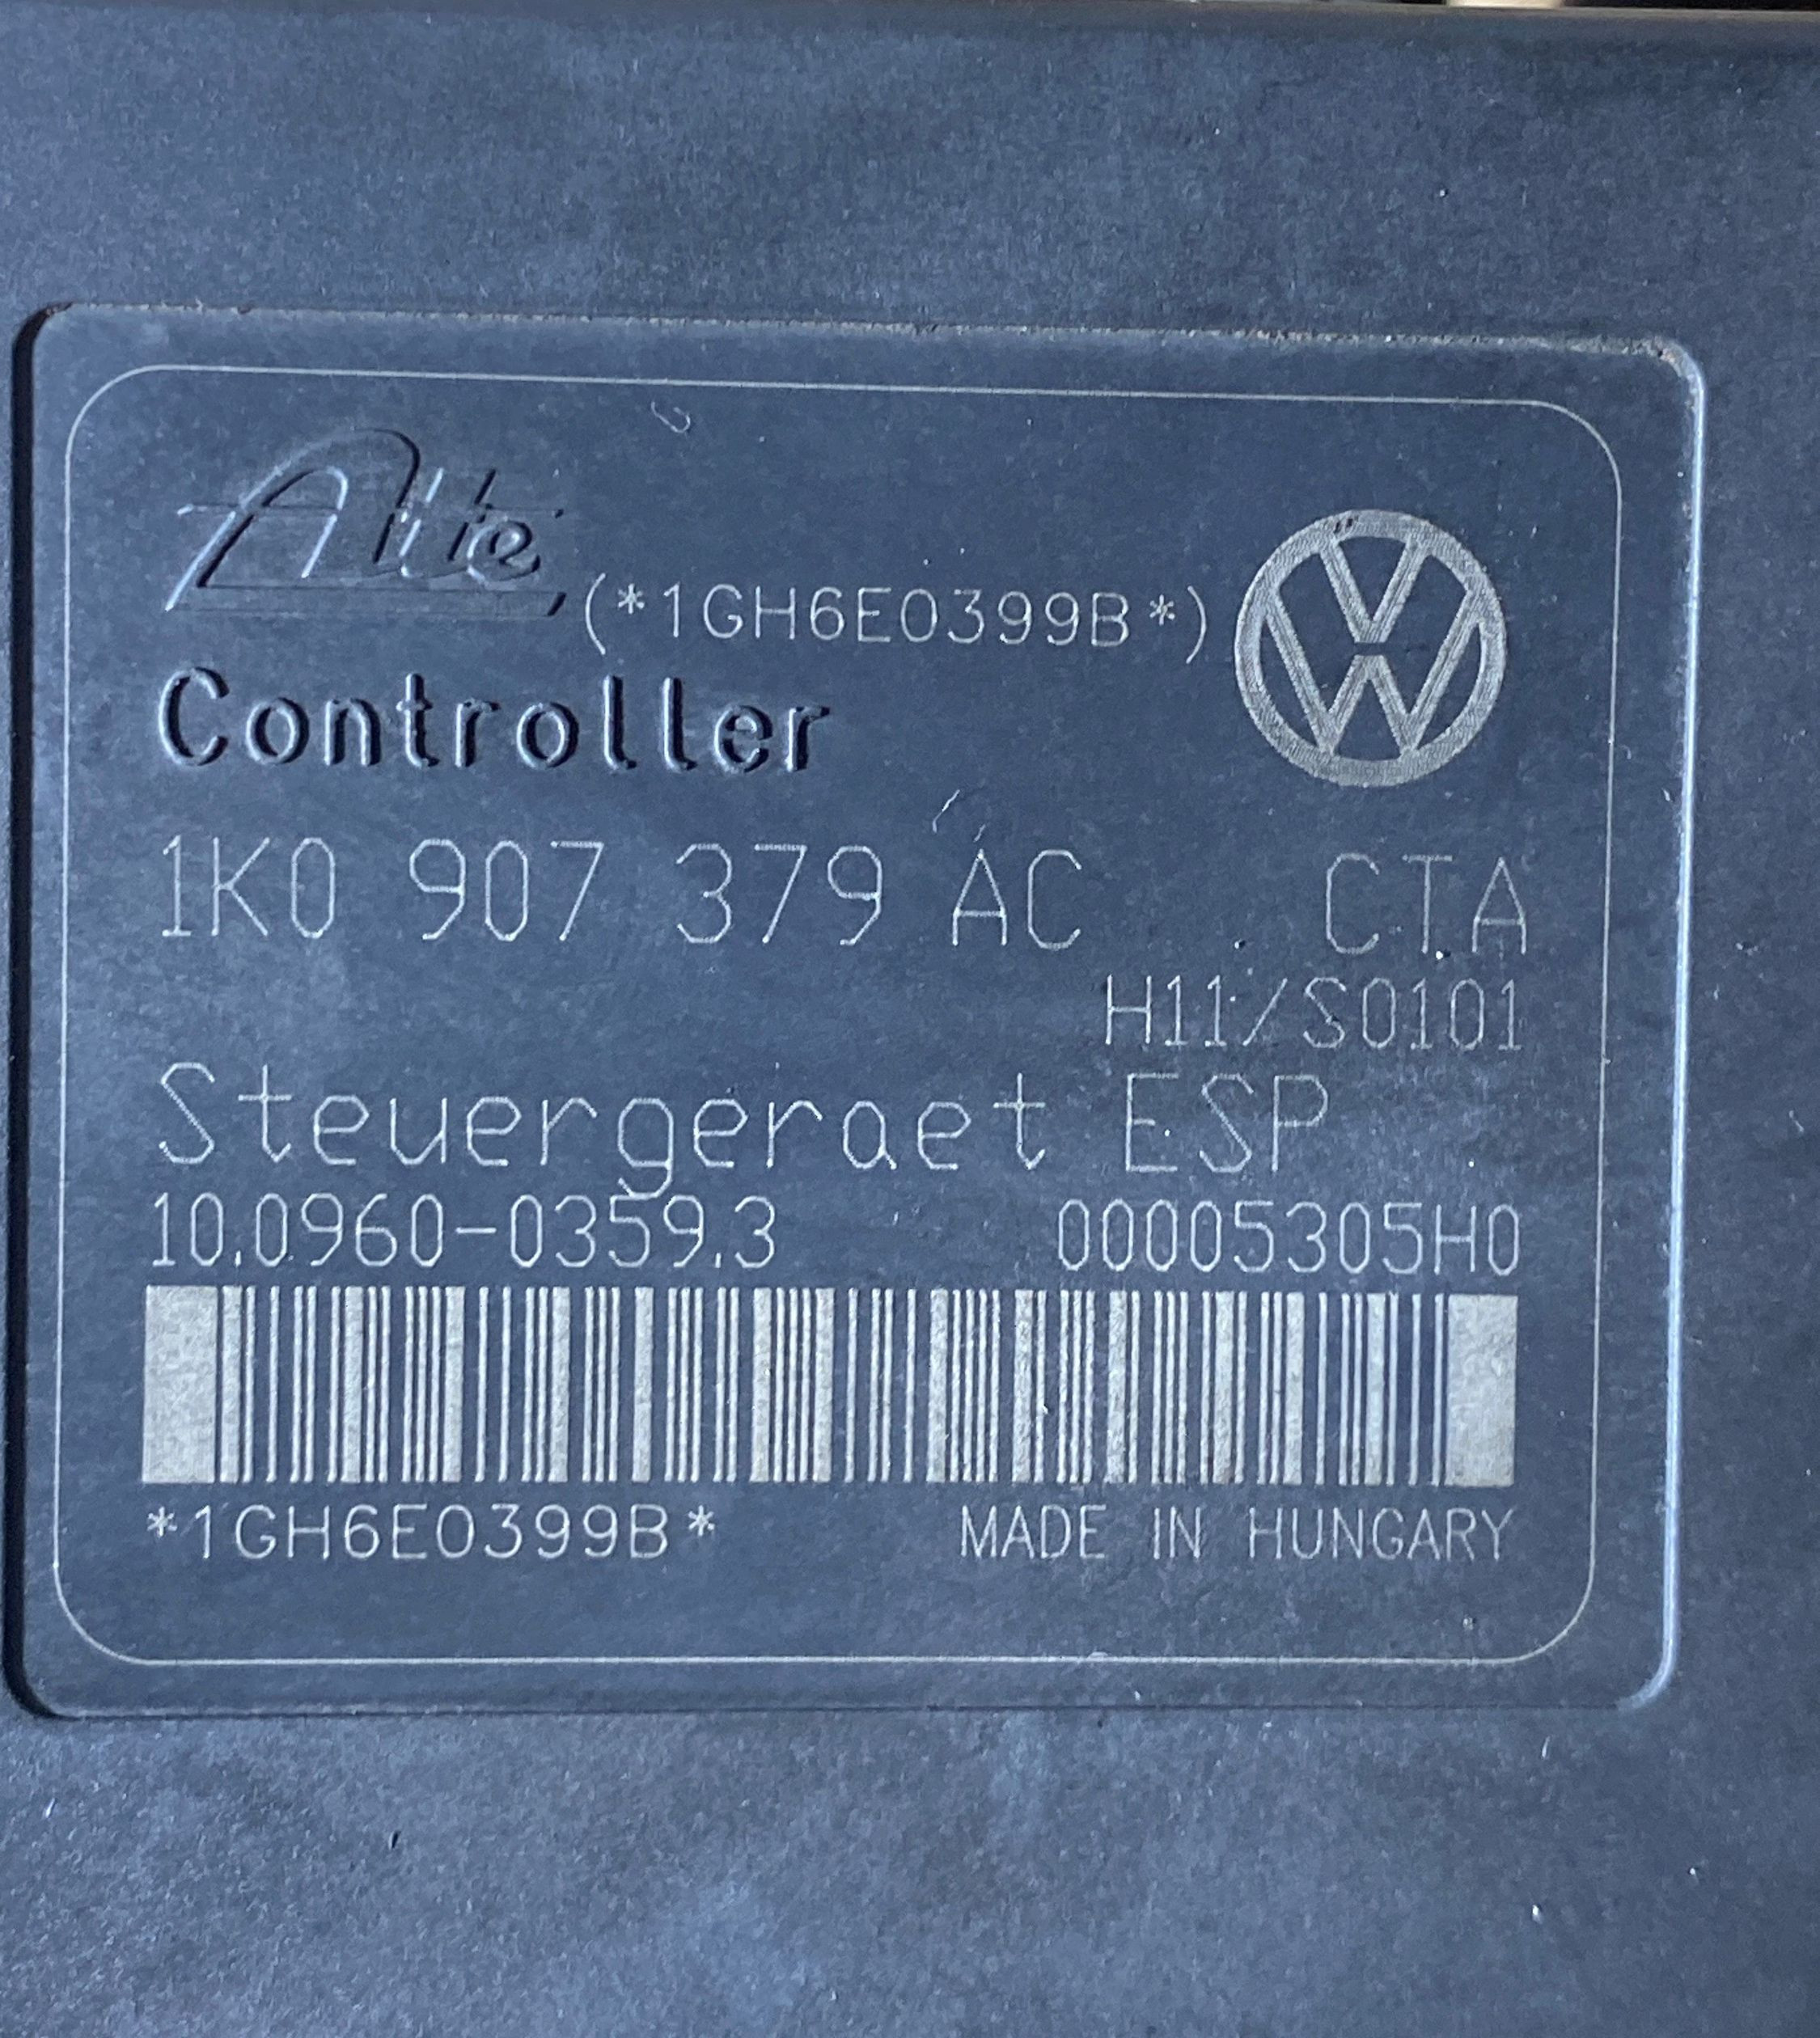 Ate
(*1GH6E0399B*)
VW
Controller
1K0 907 379 AC CTA
H11/S0101
Steuergeraet ESP
10.0960-0359.3 00005305H0
*1GH6E0399B* MADE IN HUNGARY